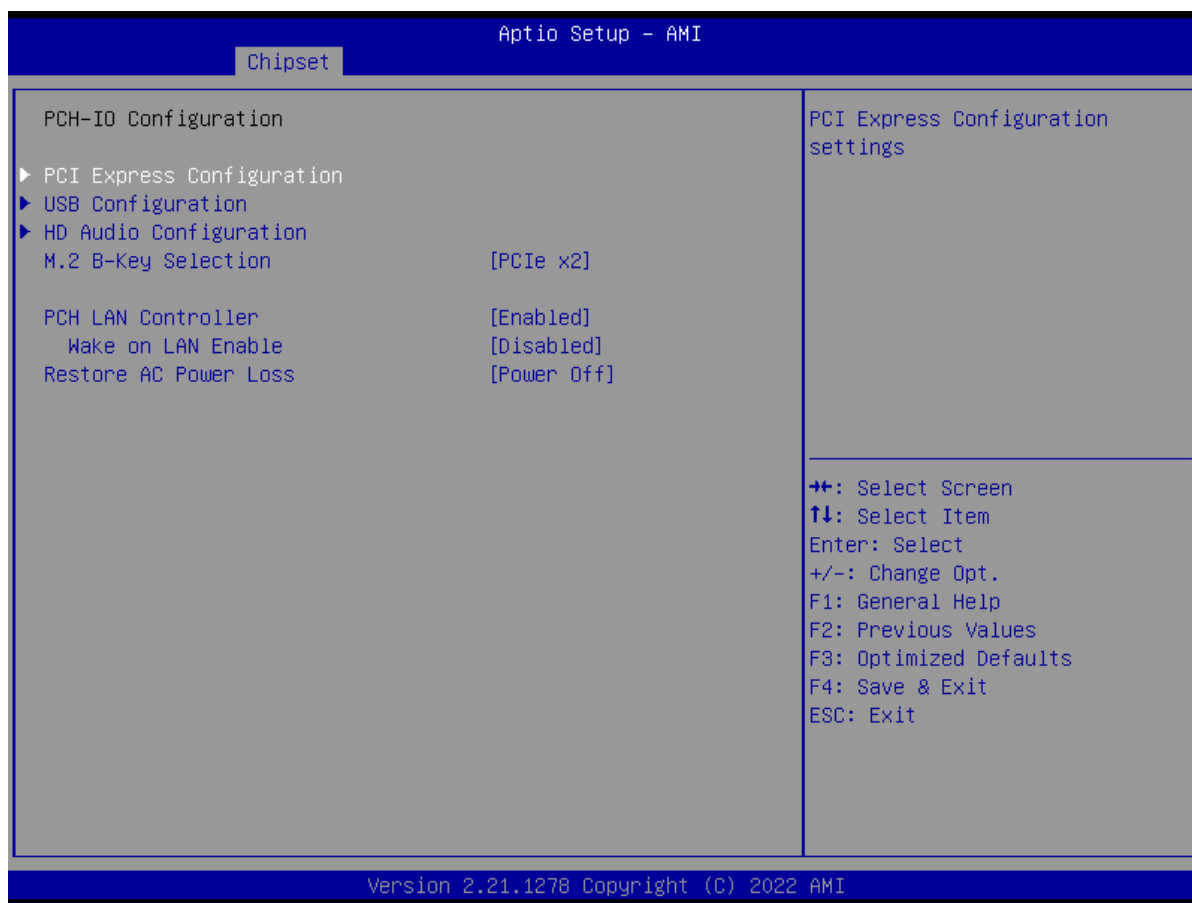 Aptio Setup - AMI
Chipset
PCH-IO Configuration
▶ PCI Express Configuration
▶ USB Configuration
▶ HD Audio Configuration
M.2 B-Key Selection [PCIe x2]
PCH LAN Controller [Enabled]
Wake on LAN Enable [Disabled]
Restore AC Power Loss [Power Off]
PCI Express Configuration
settings
→←: Select Screen
↑↓: Select Item
Enter: Select
+/-: Change Opt.
F1: General Help
F2: Previous Values
F3: Optimized Defaults
F4: Save & Exit
ESC: Exit
Version 2.21.1278 Copyright (C) 2022 AMI